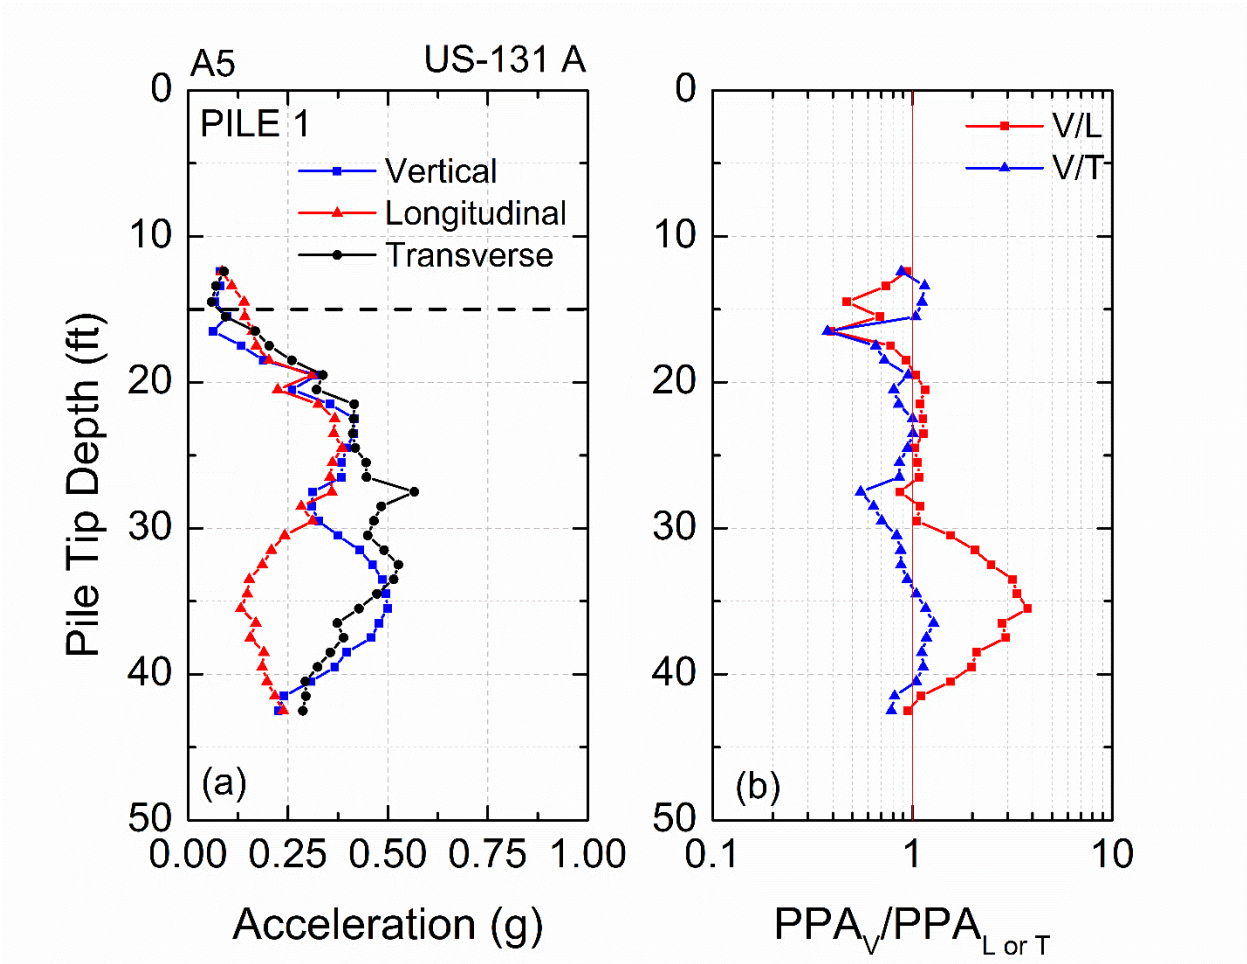 A5 US-131 A
PILE 1
Vertical
Longitudinal
Transverse
0
10
20
30
40
50
0.00 0.25 0.50 0.75 1.00
Pile Tip Depth (ft)
Acceleration (g)
(a)
V/L
V/T
0
10
20
30
40
50
0.1 1 10
PPAV/PPAL or T
(b)